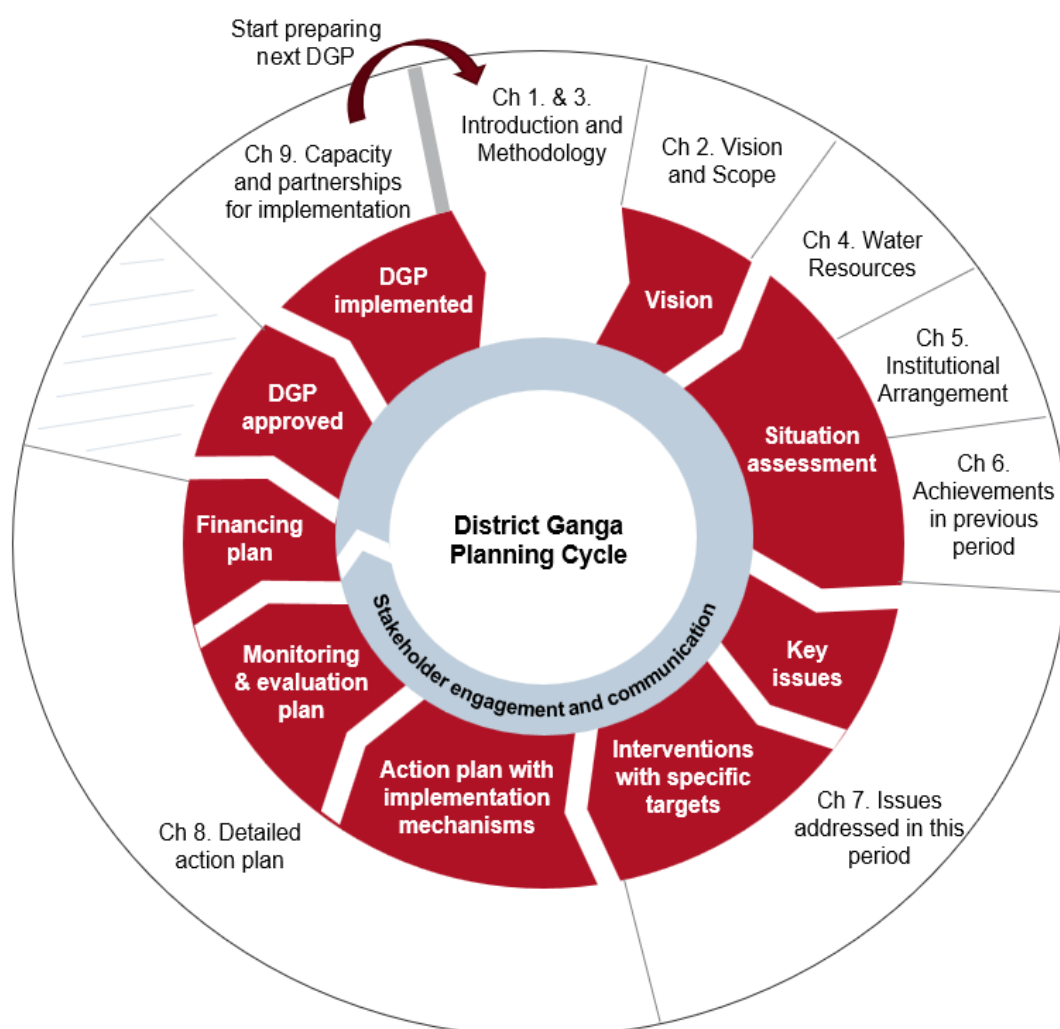 Start preparing
next DGP
Ch 1. & 3.
Introduction and
Methodology
Ch 2. Vision
and Scope
Ch 4. Water
Resources
Ch 5.
Institutional
Arrangement
Ch 6.
Achievements
in previous
period
Ch 7. Issues
addressed in this
period
Ch 8. Detailed
action plan
Ch 9. Capacity
and partnerships
for implementation
Vision
Situation
assessment
Key
issues
Interventions
with specific
targets
Action plan with
implementation
mechanisms
Monitoring
& evaluation
plan
Financing
plan
DGP
approved
DGP
implemented
Stakeholder engagement and communication
District Ganga
Planning Cycle